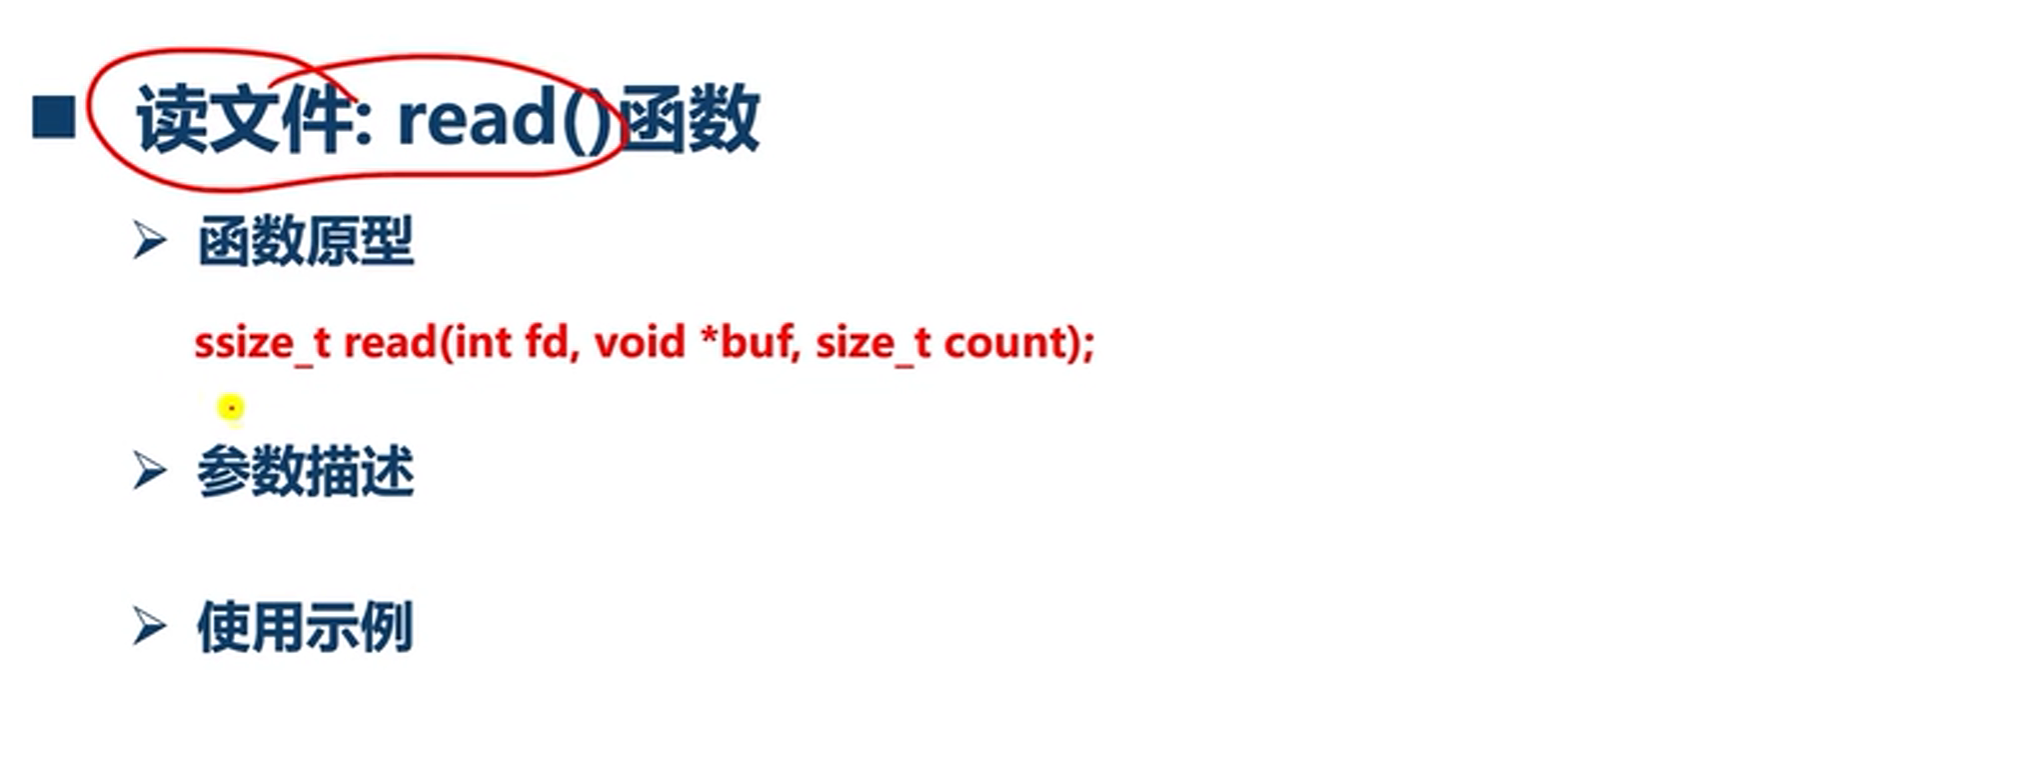 读文件: read()函数
函数原型
ssize_t read(int fd, void *buf, size_t count);
参数描述
使用示例